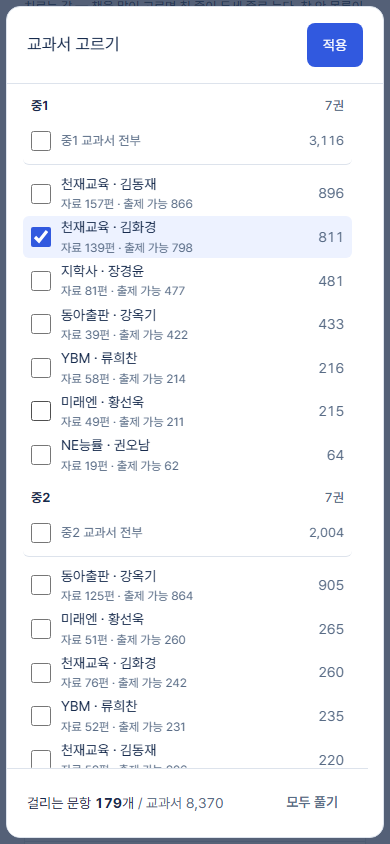 교과서 고르기
적용
중1 7권
중1 교과서 전부 3,116
천재교육 · 김동재
자료 157편 · 출제 가능 866
896
천재교육 · 김화경
자료 139편 · 출제 가능 798
811
지학사 · 장경윤
자료 81편 · 출제 가능 477
481
동아출판 · 강옥기
자료 39편 · 출제 가능 422
433
YBM · 류희찬
자료 58편 · 출제 가능 214
216
미래엔 · 황선욱
자료 49편 · 출제 가능 211
215
NE능률 · 권오남
자료 19편 · 출제 가능 62
64
중2 7권
중2 교과서 전부 2,004
동아출판 · 강옥기
자료 125편 · 출제 가능 864
905
미래엔 · 황선욱
자료 51편 · 출제 가능 260
265
천재교육 · 김화경
자료 76편 · 출제 가능 242
260
YBM · 류희찬
자료 52편 · 출제 가능 231
235
천재교육 · 김동재
220
걸리는 문항 179개 / 교과서 8,370
모두 풀기